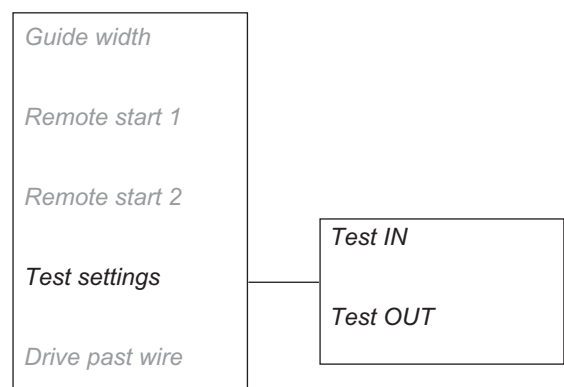 Guide width
Remote start 1
Remote start 2
Test settings
Drive past wire
Test IN
Test OUT